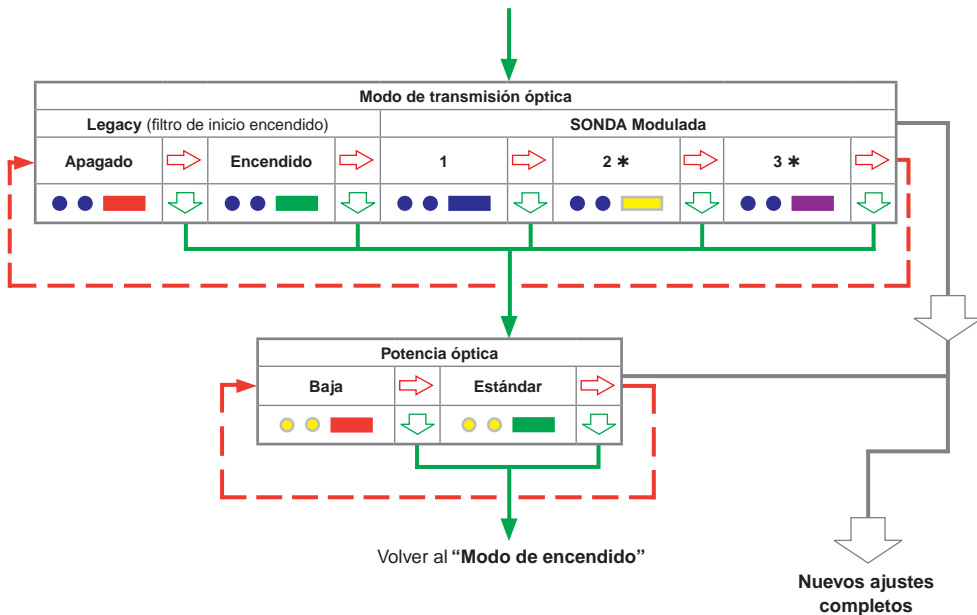 Modo de transmisión óptica
Legacy (filtro de inicio encendido)
SONDA Modulada
Apagado
Encendido
1
2 ∗
3 ∗
Potencia óptica
Baja
Estándar
Volver al “Modo de encendido”
Nuevos ajustes
completos